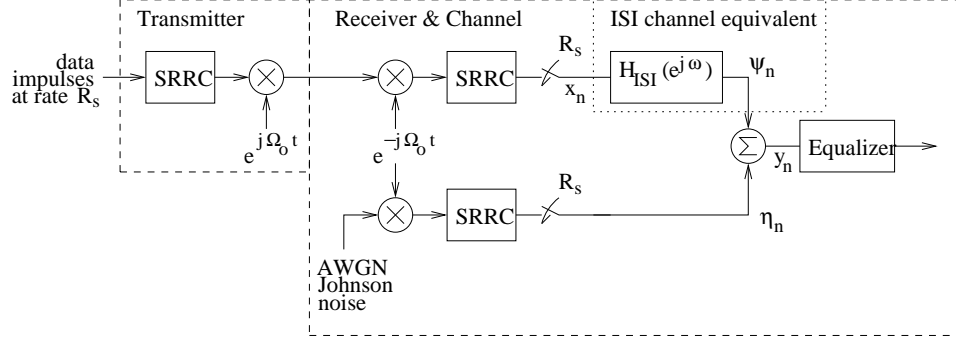 Transmitter
Receiver & Channel
ISI channel equivalent
data
impulses
at rate R_s
SRRC
e^{jΩ_o t}
e^{-jΩ_o t}
SRRC
R_s
x_n
H_ISI(e^{jω})
ψ_n
Σ
y_n
Equalizer
SRRC
R_s
η_n
AWGN
Johnson
noise